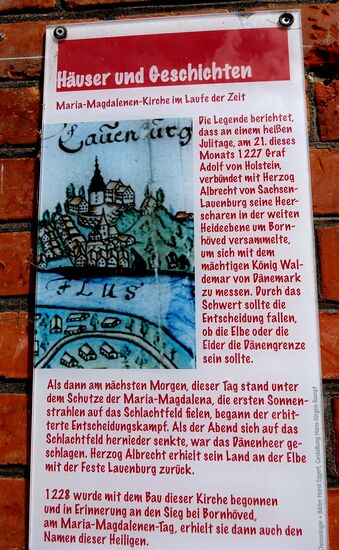 Häuser und Geschichten
Maria-Magdalenen-Kirche im Laufe der Zeit
Lauenburg
FLUS
Die Legende berichtet,
dass an einem heißen
Julitage, am 21. dieses
Monats 1227 Graf
Adolf von Holstein,
verbündet mit Herzog
Albrecht von Sachsen-
Lauenburg seine Heer-
scharen in der weiten
Heideebene um Born-
höved versammelte,
um sich mit dem
mächtigen König Wal-
demar von Dänemark
zu messen. Durch das
Schwert sollte die
Entscheidung fallen,
ob die Elbe oder die
Eider die Dänengrenze
sein sollte.
Als dann am nächsten Morgen, dieser Tag stand unter
dem Schutze der Maria-Magdalena, die ersten Sonnen-
strahlen auf das Schlachtfeld fielen, begann der erbit-
terte Entscheidungskampf. Als der Abend sich auf das
Schlachtfeld hernieder senkte, war das Dänenheer ge-
schlagen. Herzog Albrecht erhielt sein Land an der Elbe
mit der Feste Lauenburg zurück.
1228 wurde mit dem Bau dieser Kirche begonnen
und in Erinnerung an den Sieg bei Bornhöved,
am Maria-Magdalenen-Tag, erhielt sie dann auch den
Namen dieser Heiligen.
Chronologie + Bilder Horst Eggert, Gestaltung Hans-Jürgen Rumpf